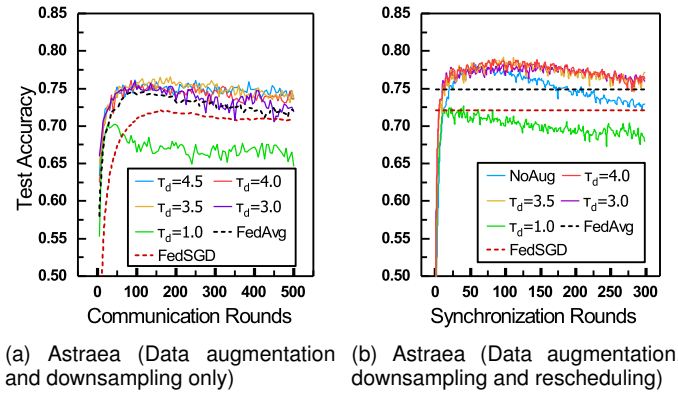 0.85
0.80
0.75
0.70
0.65
0.60
0.55
0.50
Test Accuracy
0 100 200 300 400 500
Communication Rounds
τd=4.5 τd=4.0
τd=3.5 τd=3.0
τd=1.0 FedAvg
FedSGD
(a) Astraea (Data augmentation
and downsampling only)
0.85
0.80
0.75
0.70
0.65
0.60
0.55
0.50
0 50 100 150 200 250 300
Synchronization Rounds
NoAug τd=4.0
τd=3.5 τd=3.0
τd=1.0 FedAvg
FedSGD
(b) Astraea (Data augmentation
downsampling and rescheduling)